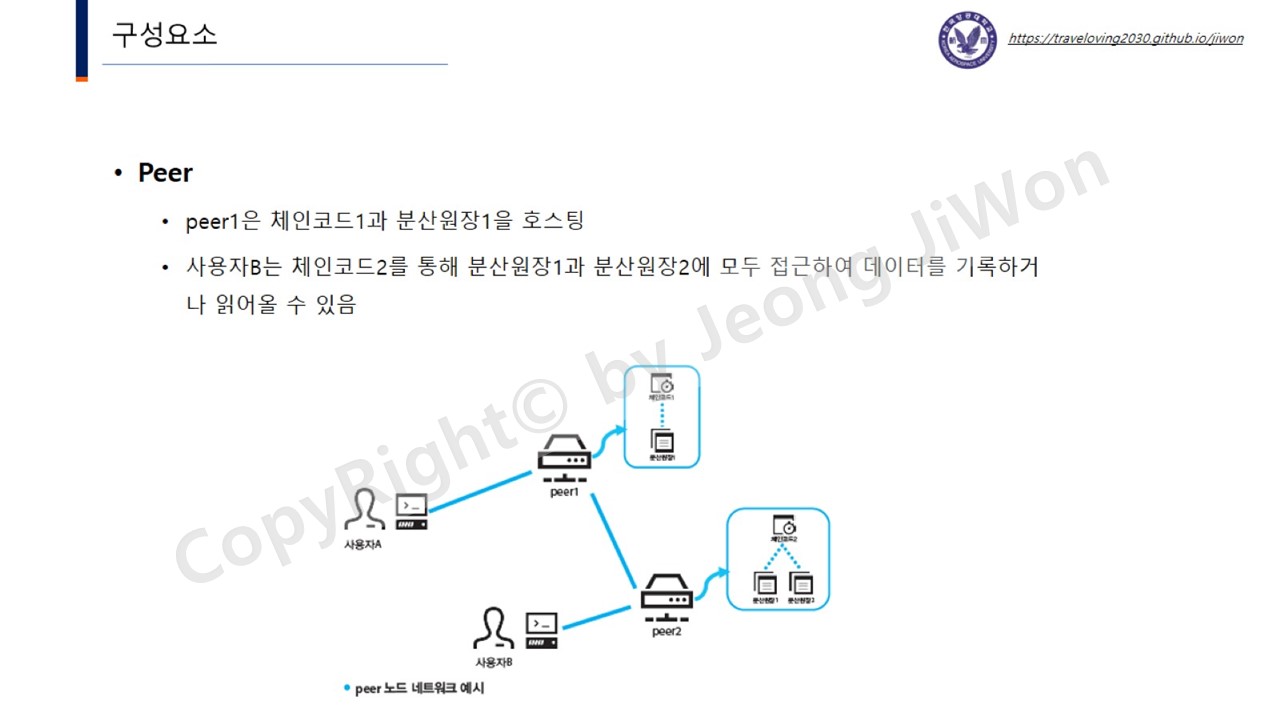 구성요소
https://traveloving2030.github.io/jiwon
• Peer
• peer1은 체인코드1과 분산원장1을 호스팅
• 사용자B는 체인코드2를 통해 분산원장1과 분산원장2에 모두 접근하여 데이터를 기록하거
나 읽어올 수 있음
CopyRight© by Jeong JiWon
체인코드1
분산원장1
peer1
사용자A
체인코드2
분산원장1 분산원장2
peer2
사용자B
• peer 노드 네트워크 예시